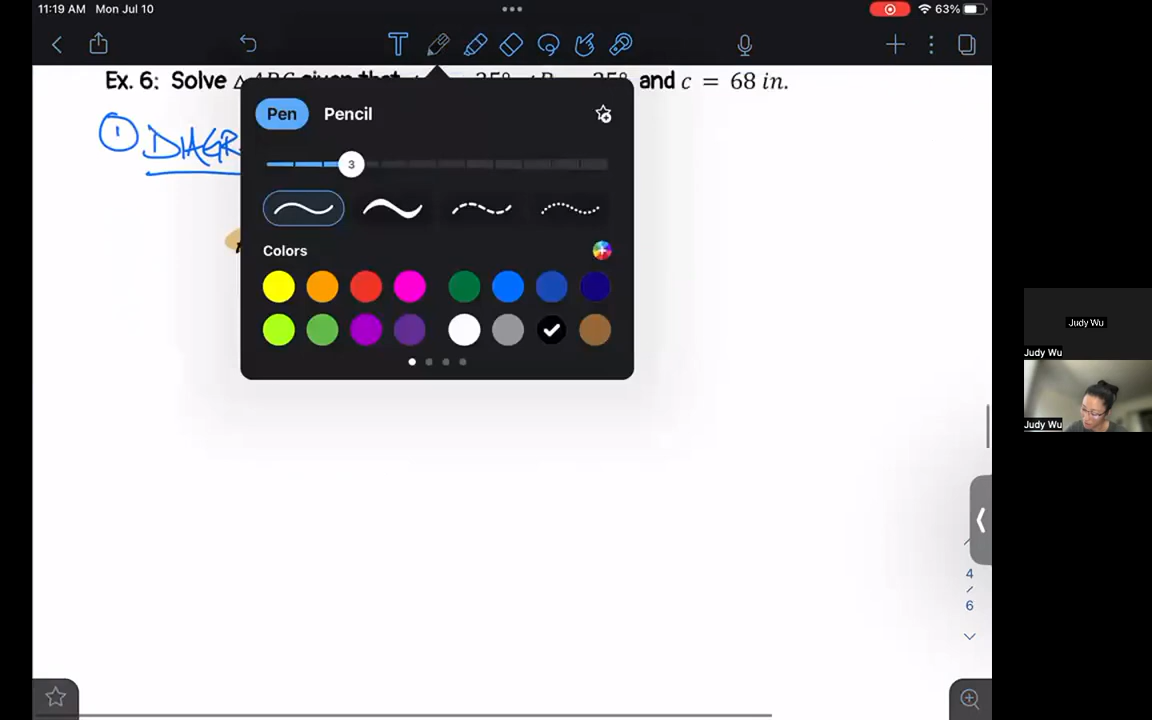 11:19 AM Mon Jul 10
63%
T
Ex. 6: Solve and c = 68 in.
1
DIAGR
Pen Pencil
3
Colors
Judy Wu
Judy Wu
Judy Wu
4
6